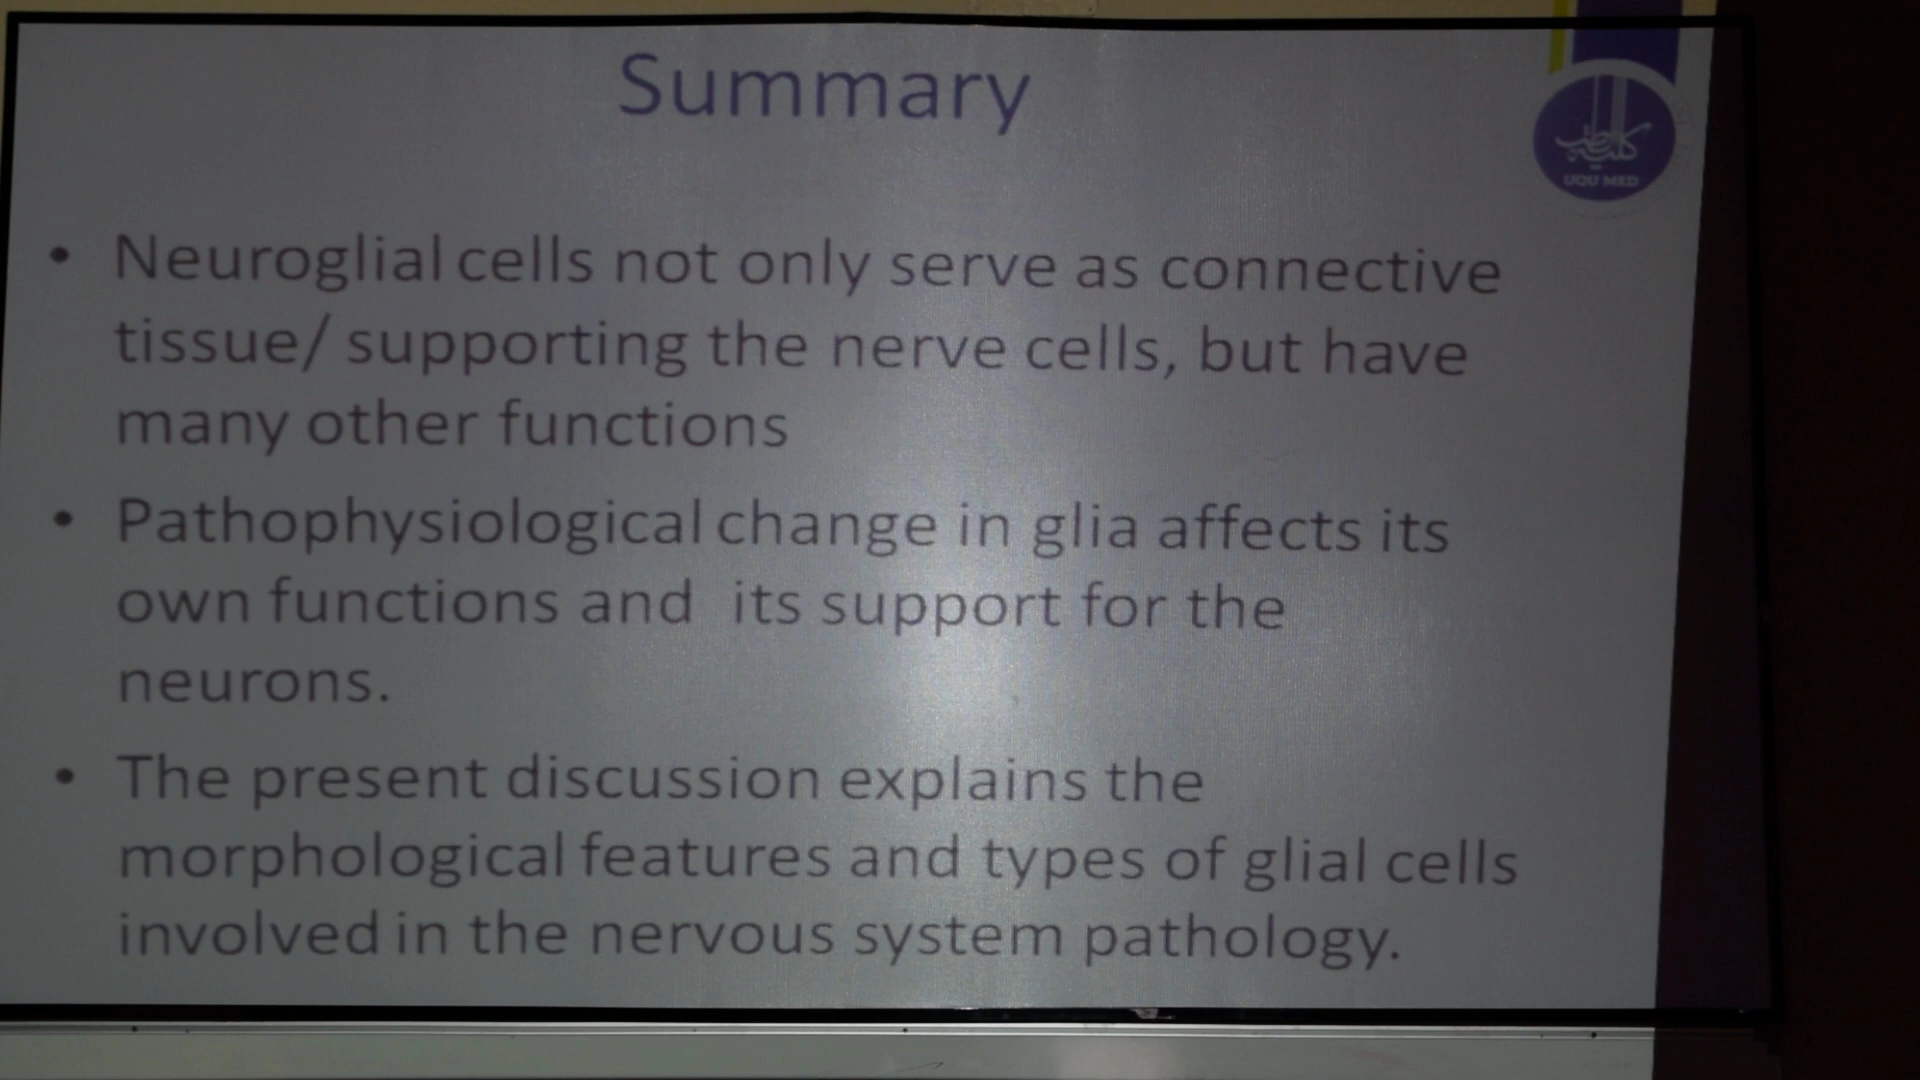 Summary
كلية الطب
UQU MED
• Neuroglial cells not only serve as connective
tissue/ supporting the nerve cells, but have
many other functions
• Pathophysiological change in glia affects its
own functions and its support for the
neurons.
• The present discussion explains the
morphological features and types of glial cells
involved in the nervous system pathology.